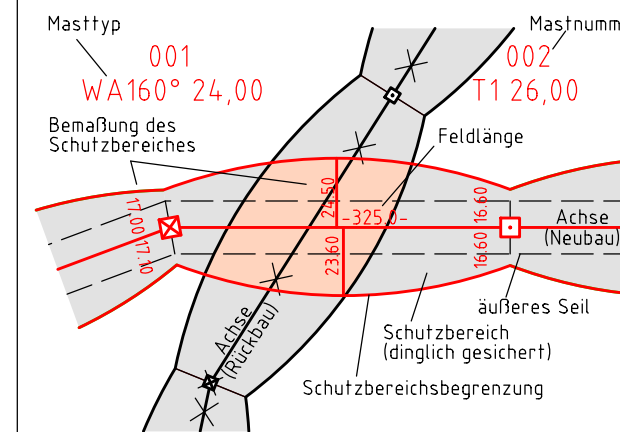 Masttyp
Mastnumm
001
002
WA160° 24,00
T1 26,00
Bemaßung des
Schutzbereiches
Feldlänge
24.50
17.00 17.10
-325.0-
16.60 16.60
23.60
Achse
(Neubau)
äußeres Seil
Achse
(Rückbau)
Schutzbereich
(dinglich gesichert)
Schutzbereichsbegrenzung